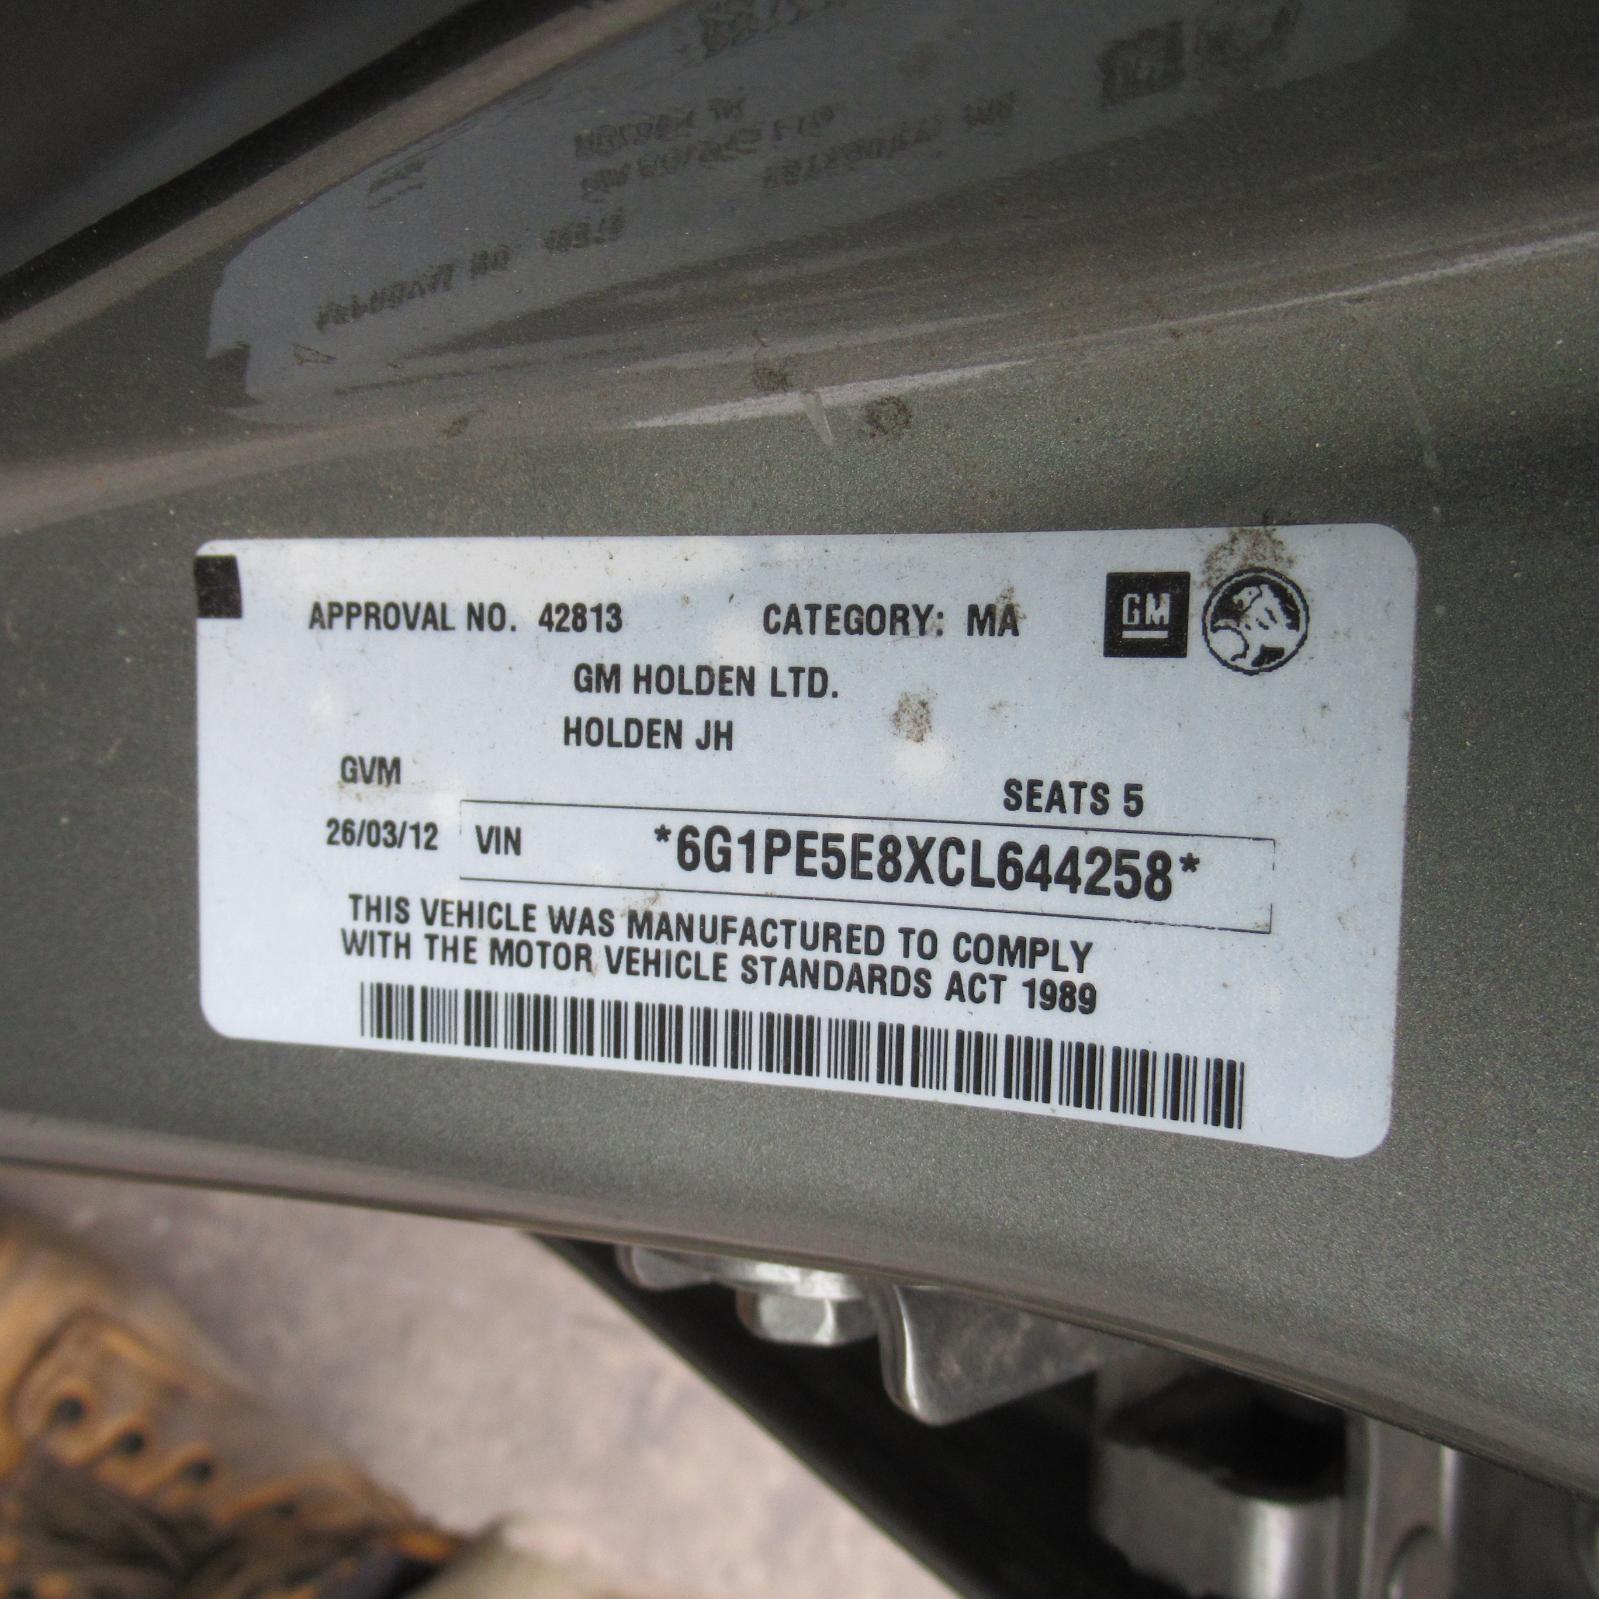 APPROVAL NO. 42813 CATEGORY: MA GM
GM HOLDEN LTD.
HOLDEN JH
GVM
SEATS 5
26/03/12 VIN *6G1PE5E8XCL644258*
THIS VEHICLE WAS MANUFACTURED TO COMPLY
WITH THE MOTOR VEHICLE STANDARDS ACT 1989